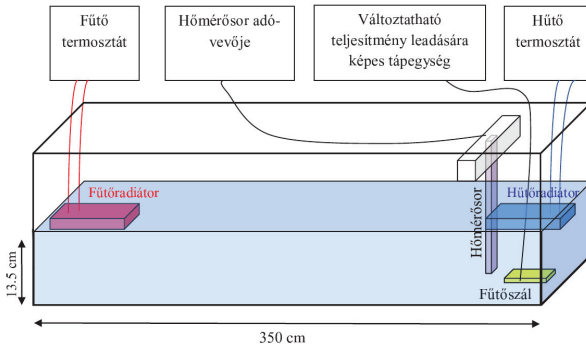 Fűtő
termosztát
Hőmérősor adó-
vevője
Változtatható
teljesítmény leadására
képes tápegység
Hűtő
termosztát
Fűtőradiátor
Hőmérősor
Hűtőradiátor
13.5 cm
Fűtőszál
350 cm